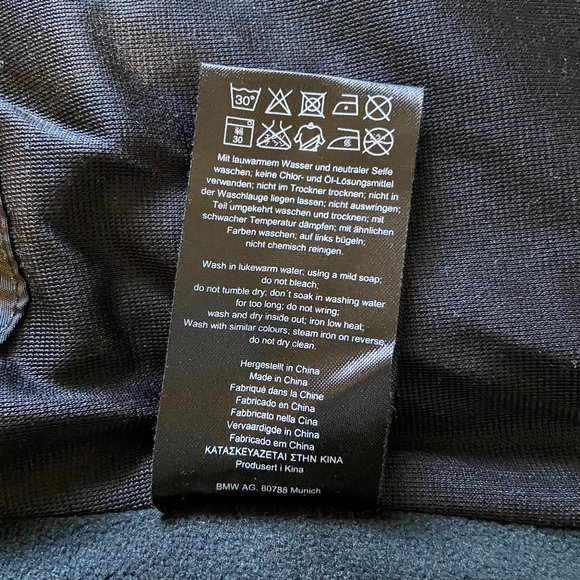 30°
30
Mit lauwarmem Wasser und neutraler Seife
waschen; keine Chlor- und Öl-Lösungsmittel
verwenden; nicht im Trockner trocknen; nicht in
der Waschlauge liegen lassen; nicht auswringen;
Teil umgekehrt waschen und trocknen; mit
schwacher Temperatur dämpfen; mit ähnlichen
Farben waschen; auf links bügeln;
nicht chemisch reinigen.
Wash in lukewarm water; using a mild soap;
do not bleach;
do not tumble dry; don´t soak in washing water
for too long; do not wring;
wash and dry inside out; iron low heat;
Wash with similar colours; steam iron on reverse;
do not dry clean.
Hergestellt in China
Made in China
Fabriqué dans la Chine
Fabricado en China
Fabbricato nella Cina
Vervaardigde in China
Fabricado em China
ΚΑΤΑΣΚΕΥΑΖΕΤΑΙ ΣΤΗΝ ΚΙΝΑ
Produsert i Kina
BMW AG. 80788 Munich